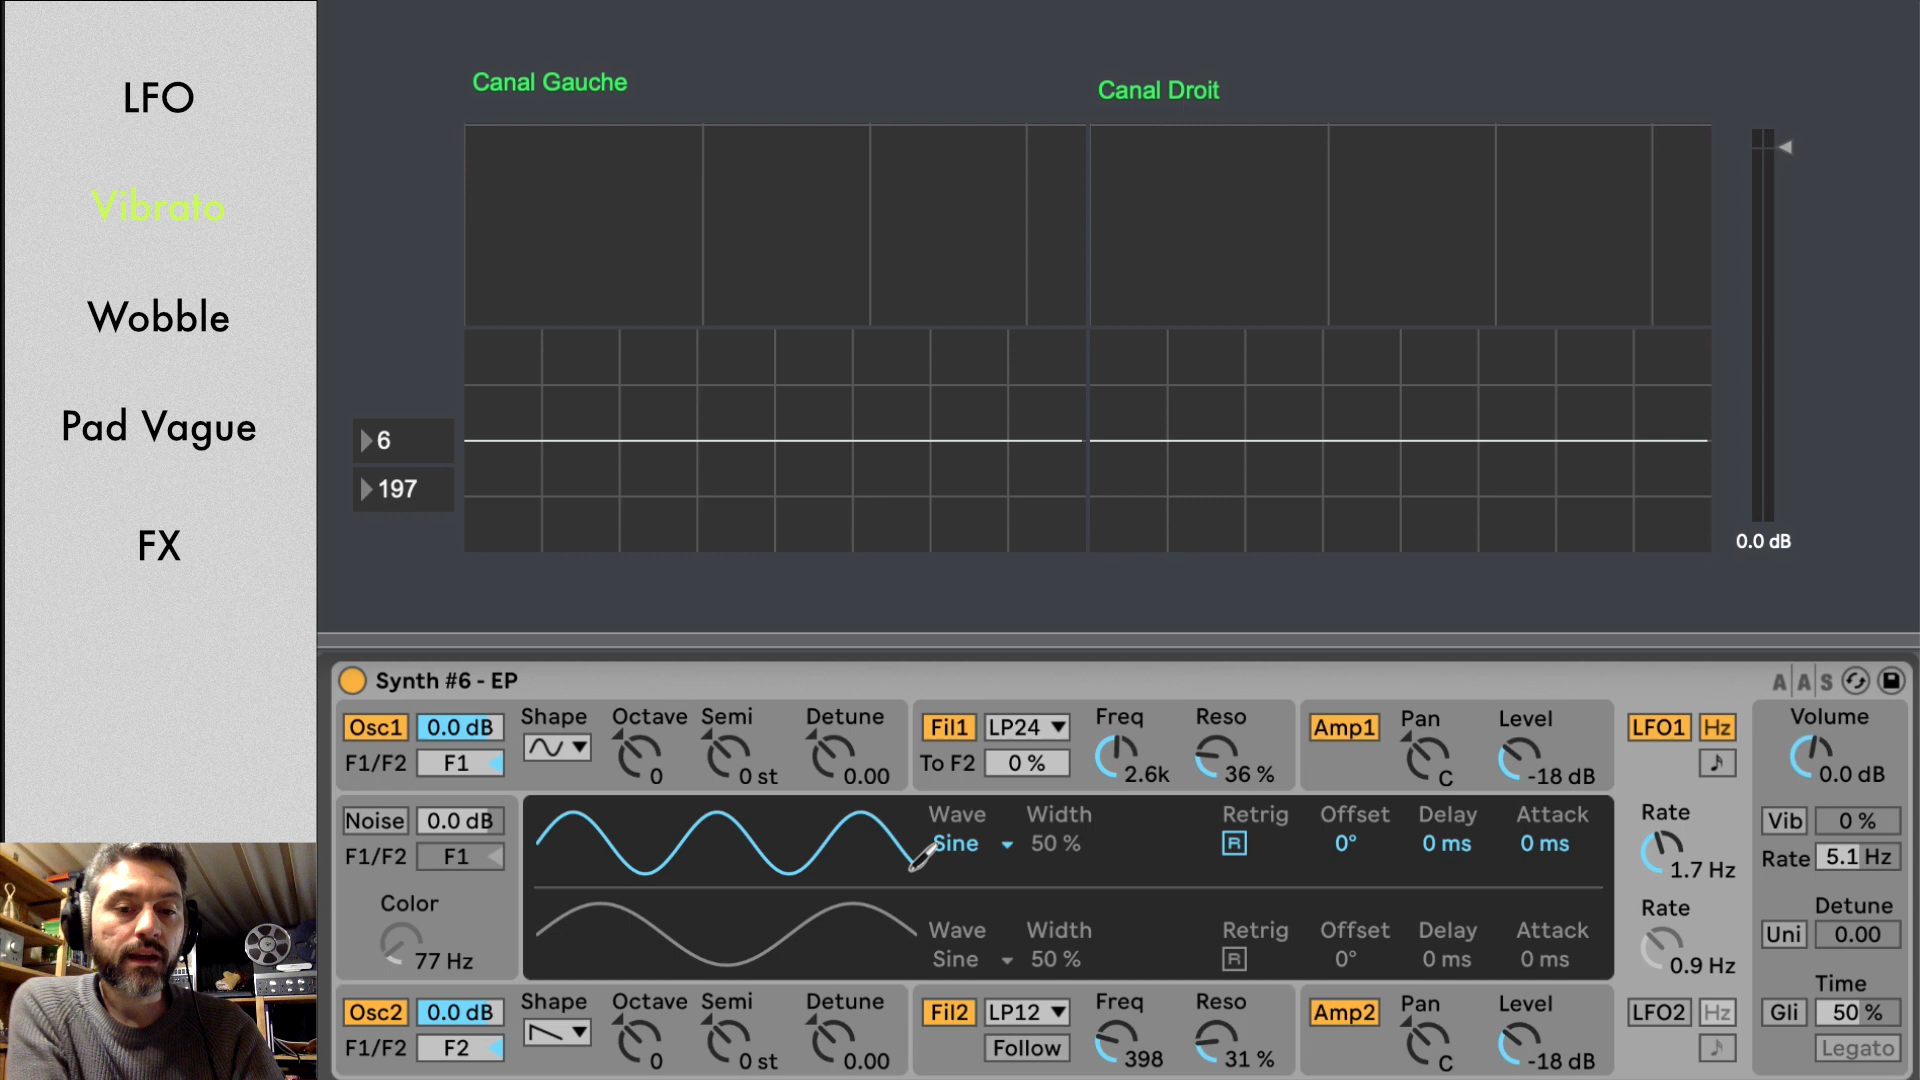 LFO
Vibrato
Wobble
Pad Vague
FX
Canal Gauche
Canal Droit
6
197
0.0 dB
Synth #6 - EP
A A S
Osc1 0.0 dB Shape Octave Semi Detune
F1/F2 F1 0 0 st 0.00
Fil1 LP24 Freq Reso
To F2 0 % 2.6k 36 %
Amp1 Pan Level
C -18 dB
LFO1 Hz
Volume
0.0 dB
Noise 0.0 dB
F1/F2 F1
Color
77 Hz
Wave Width Retrig Offset Delay Attack
Sine 50 % R 0° 0 ms 0 ms
Wave Width Retrig Offset Delay Attack
Sine 50 % R 0° 0 ms 0 ms
Rate
1.7 Hz
Rate
0.9 Hz
Vib 0 %
Rate 5.1 Hz
Detune
Uni 0.00
Time
Gli 50 %
Legato
Osc2 0.0 dB Shape Octave Semi Detune
F1/F2 F2 0 0 st 0.00
Fil2 LP12 Freq Reso
Follow 398 31 %
Amp2 Pan Level
C -18 dB
LFO2 Hz